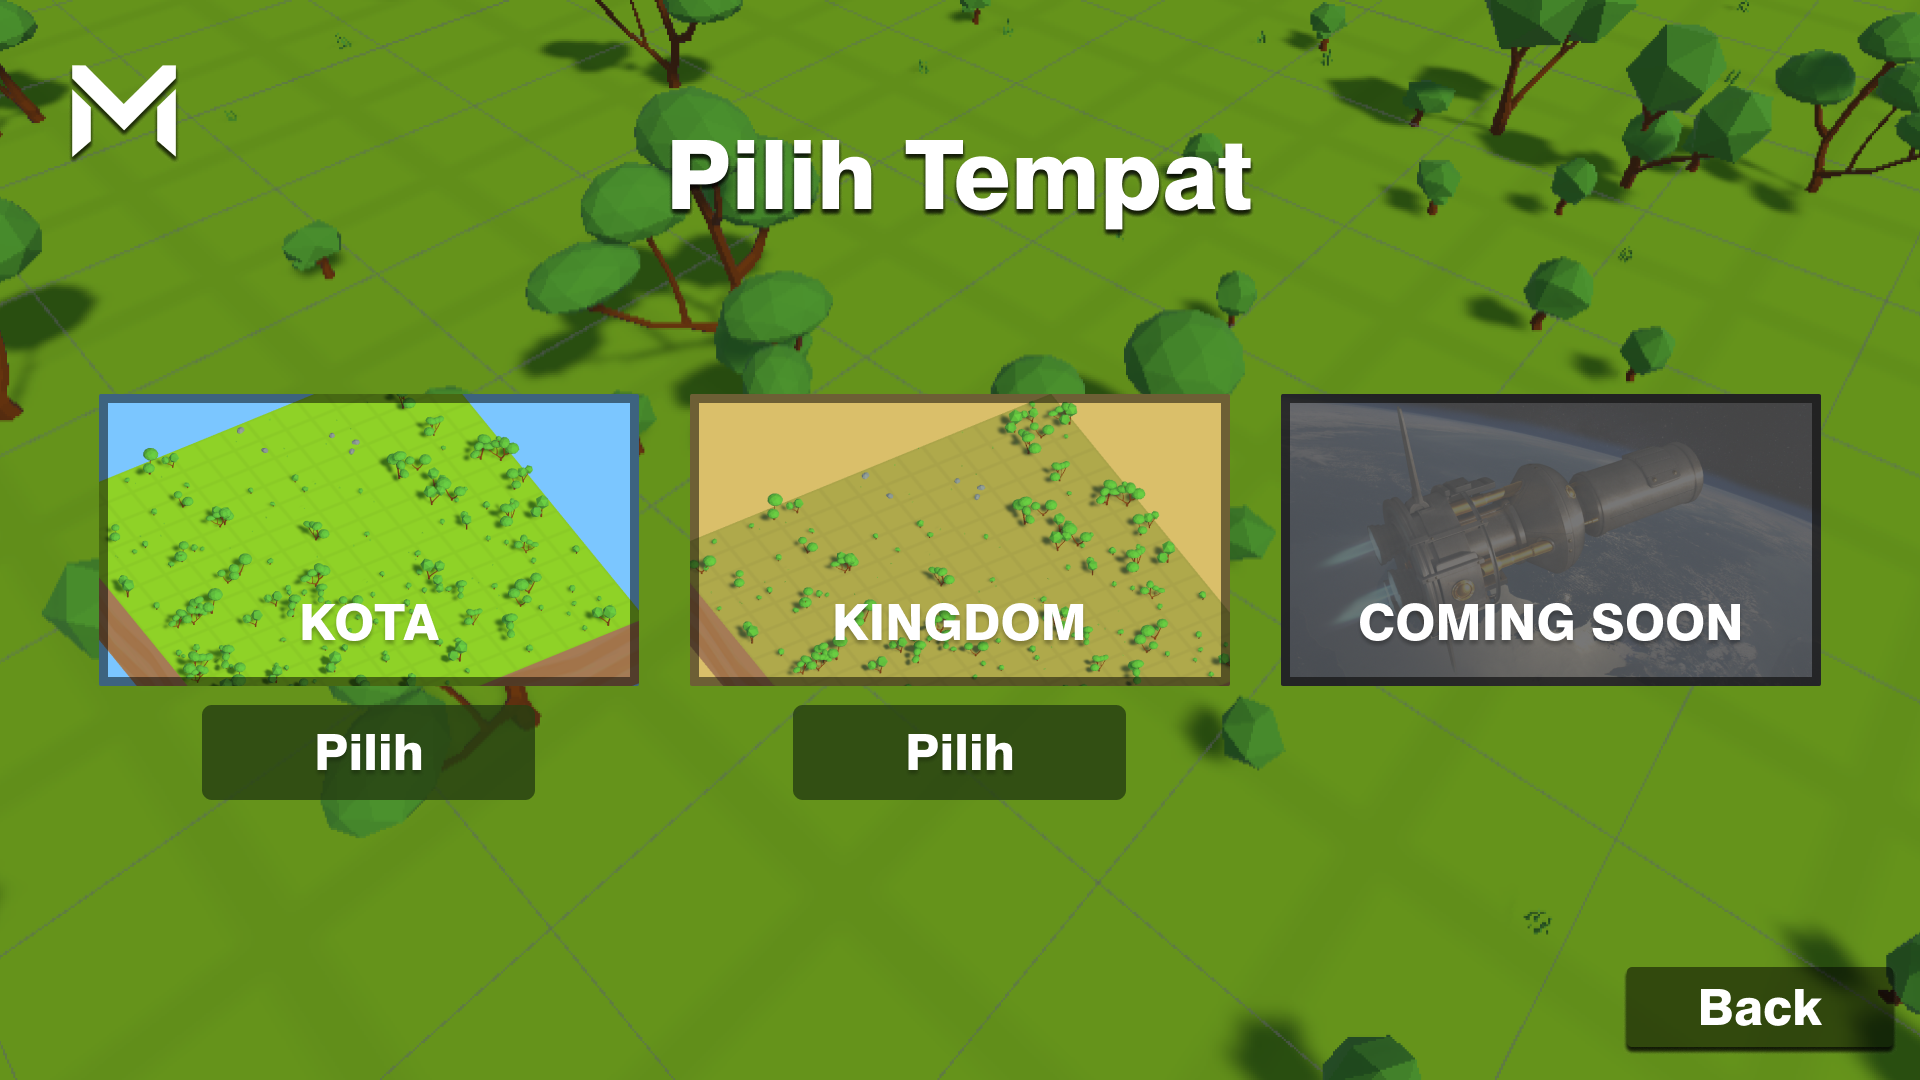 Pilih Tempat
KOTA
KINGDOM
COMING SOON
Pilih
Pilih
Back